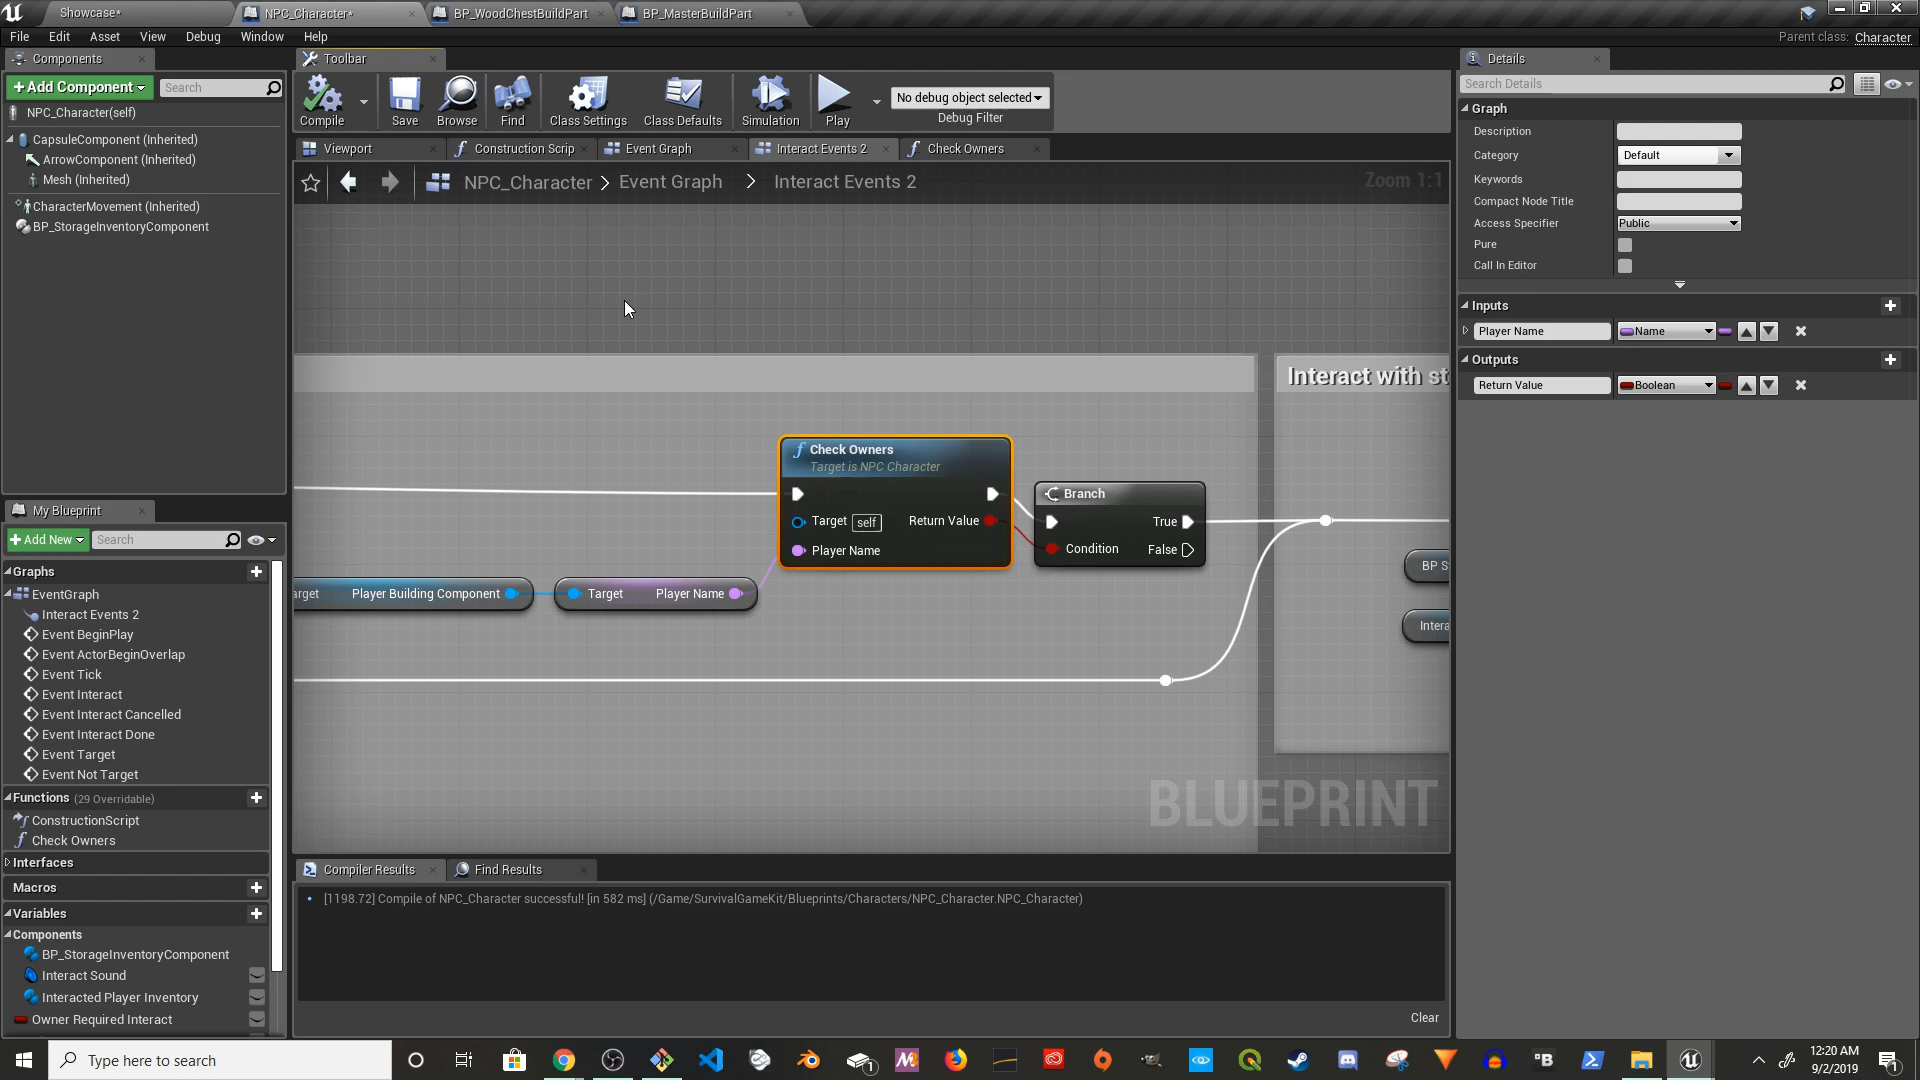 Showcase*
NPC_Character*
BP_WoodChestBuildPart
BP_MasterBuildPart
File Edit Asset View Debug Window Help
Parent class: Character
Components
+Add Component
Search
NPC_Character(self)
CapsuleComponent (Inherited)
ArrowComponent (Inherited)
Mesh (Inherited)
CharacterMovement (Inherited)
BP_StorageInventoryComponent
My Blueprint
+Add New
Search
Graphs
EventGraph
Interact Events 2
Event BeginPlay
Event ActorBeginOverlap
Event Tick
Event Interact
Event Interact Cancelled
Event Interact Done
Event Target
Event Not Target
Functions (29 Overridable)
ConstructionScript
Check Owners
Interfaces
Macros
Variables
Components
BP_StorageInventoryComponent
Interact Sound
Interacted Player Inventory
Owner Required Interact
Toolbar
Compile
Save
Browse
Find
Class Settings
Class Defaults
Simulation
Play
No debug object selected
Debug Filter
Viewport
Construction Scrip
Event Graph
Interact Events 2
Check Owners
NPC_Character > Event Graph > Interact Events 2
Zoom 1:1
Interact with st
Check Owners
Target is NPC Character
Target self
Return Value
Player Name
Branch
True
Condition
False
arget Player Building Component
Target Player Name
BP S
Intera
BLUEPRINT
Compiler Results
Find Results
[1198.72] Compile of NPC_Character successful! [in 582 ms] (/Game/SurvivalGameKit/Blueprints/Characters/NPC_Character.NPC_Character)
Clear
Details
Search Details
Graph
Description
Category Default
Keywords
Compact Node Title
Access Specifier Public
Pure
Call In Editor
Inputs
Player Name Name
Outputs
Return Value Boolean
Type here to search
12:20 AM
9/2/2019